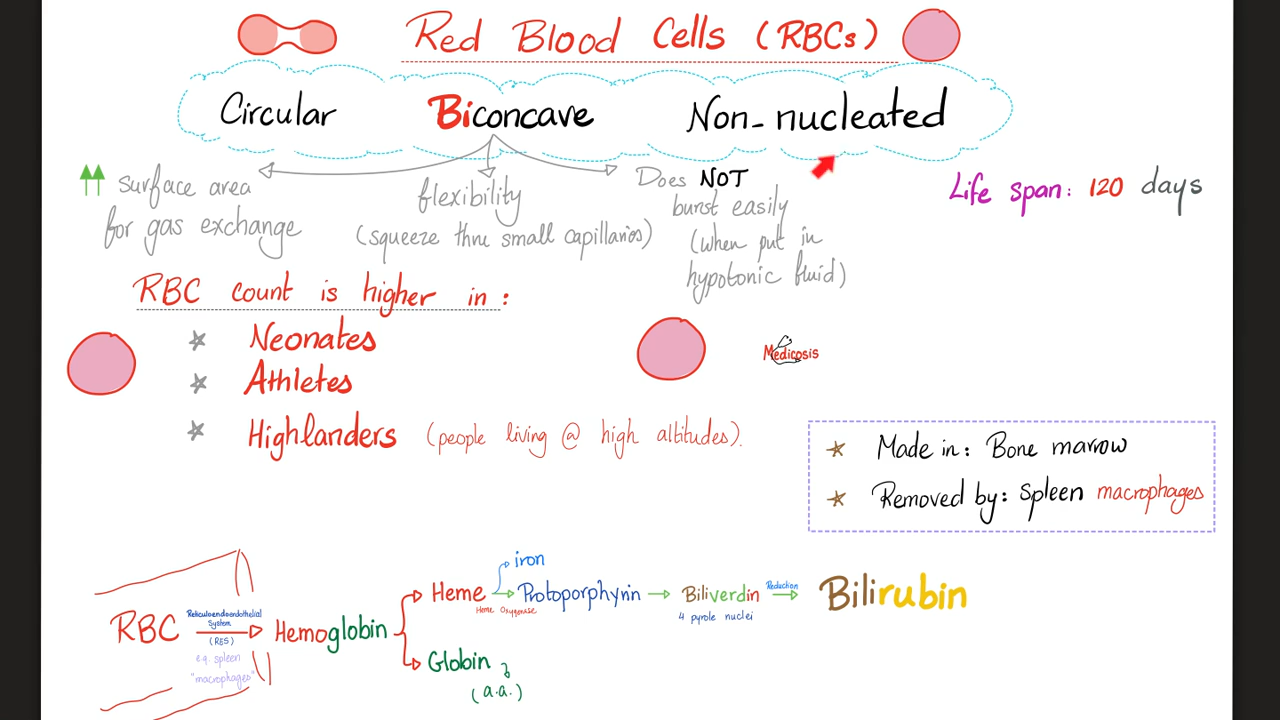 Red Blood Cells (RBCs)
Circular
Biconcave
Non-nucleated
surface area
for gas exchange
flexibility
(squeeze thru small capillaries)
Does NOT
burst easily
(when put in
hypotonic fluid)
Life span: 120 days
RBC count is higher in:
Neonates
Athletes
Highlanders (people living @ high altitudes).
Medicosis
Made in: Bone marrow
Removed by: spleen macrophages
RBC
Reticuloendoendothelial
System
(RES)
e.g. spleen
"macrophages"
Hemoglobin
Heme
Heme Oxygenase
iron
Protoporphyrin
Biliverdin
4 pyrole nuclei
Reduction
Bilirubin
Globin
(a.a.)